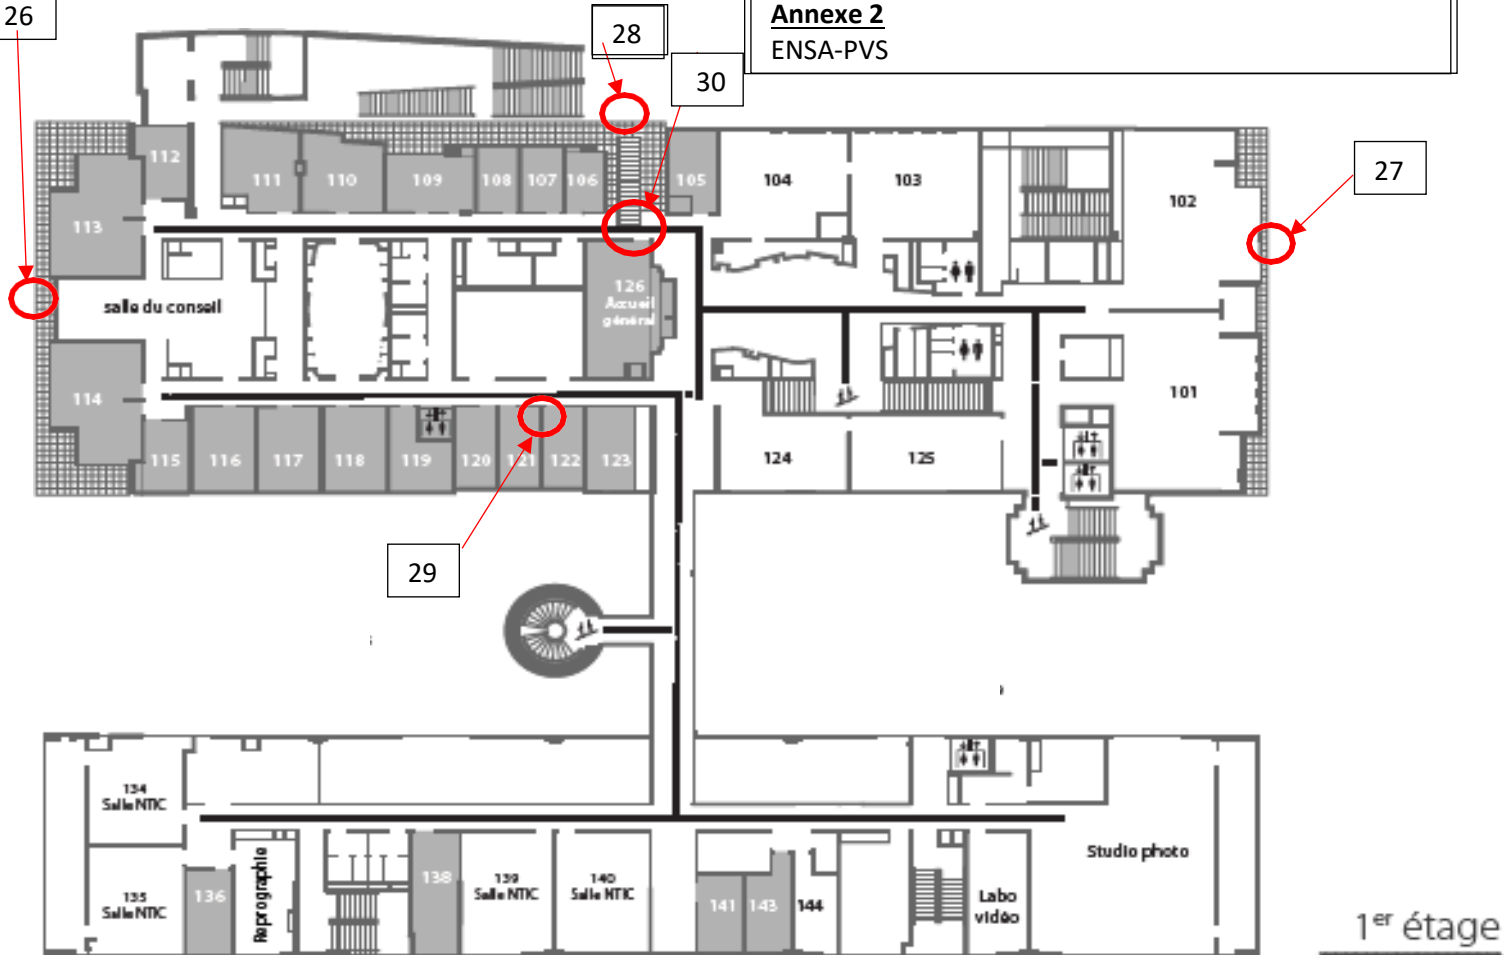 26
Annexe 2
ENSA-PVS
28
30
27
112
111
110
109
108
107
106
105
104
103
102
113
126
Accueil
général
salle du conseil
114
101
115
116
117
118
119
120
121
122
123
124
125
29
134
Salle NTIC
135
Salle NTIC
136
Reprographie
138
139
Salle NTIC
140
Salle NTIC
141
143
144
Labo
vidéo
Studio photo
1er étage